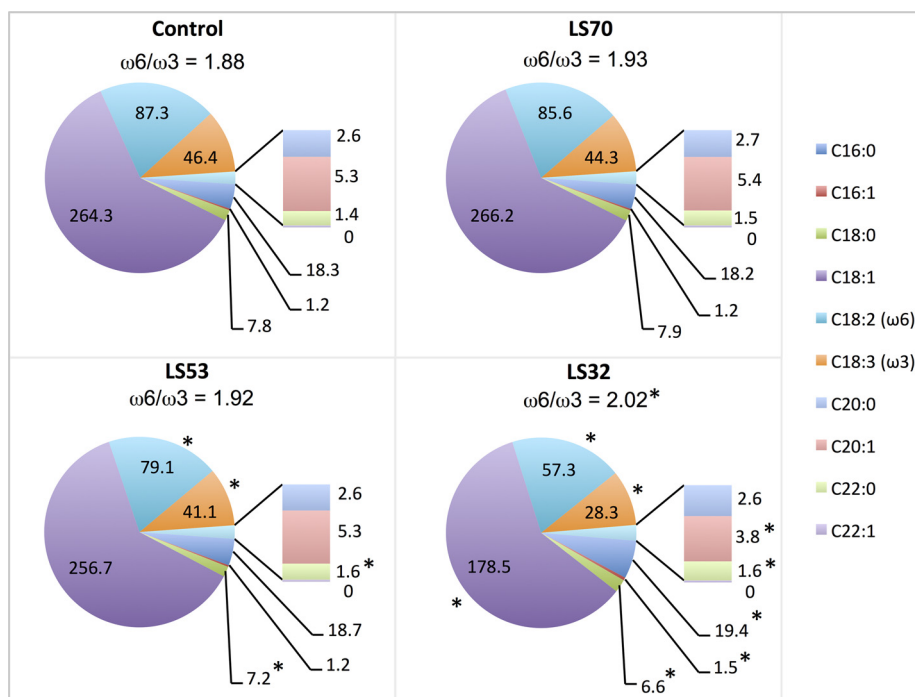 Control
ω6/ω3 = 1.88
87.3
46.4
264.3
2.6
5.3
1.4
0
18.3
1.2
7.8
LS70
ω6/ω3 = 1.93
85.6
44.3
266.2
2.7
5.4
1.5
0
18.2
1.2
7.9
LS53
ω6/ω3 = 1.92
79.1 *
41.1 *
256.7
2.6
5.3
1.6 *
0
18.7
1.2
7.2 *
LS32
ω6/ω3 = 2.02 *
57.3 *
28.3 *
178.5 *
2.6
3.8 *
1.6 *
0
19.4 *
1.5 *
6.6 *
C16:0
C16:1
C18:0
C18:1
C18:2 (ω6)
C18:3 (ω3)
C20:0
C20:1
C22:0
C22:1